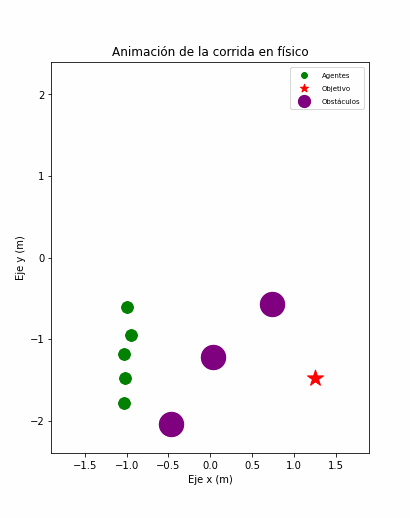 Animación de la corrida en físico
Agentes
Objetivo
Obstáculos
Eje y (m)
2
1
0
−1
−2
−1.5
−1.0
−0.5
0.0
0.5
1.0
1.5
Eje x (m)